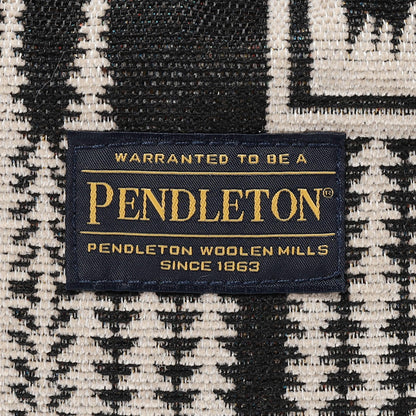 WARRANTED TO BE A
PENDLETON®
PENDLETON WOOLEN MILLS
SINCE 1863